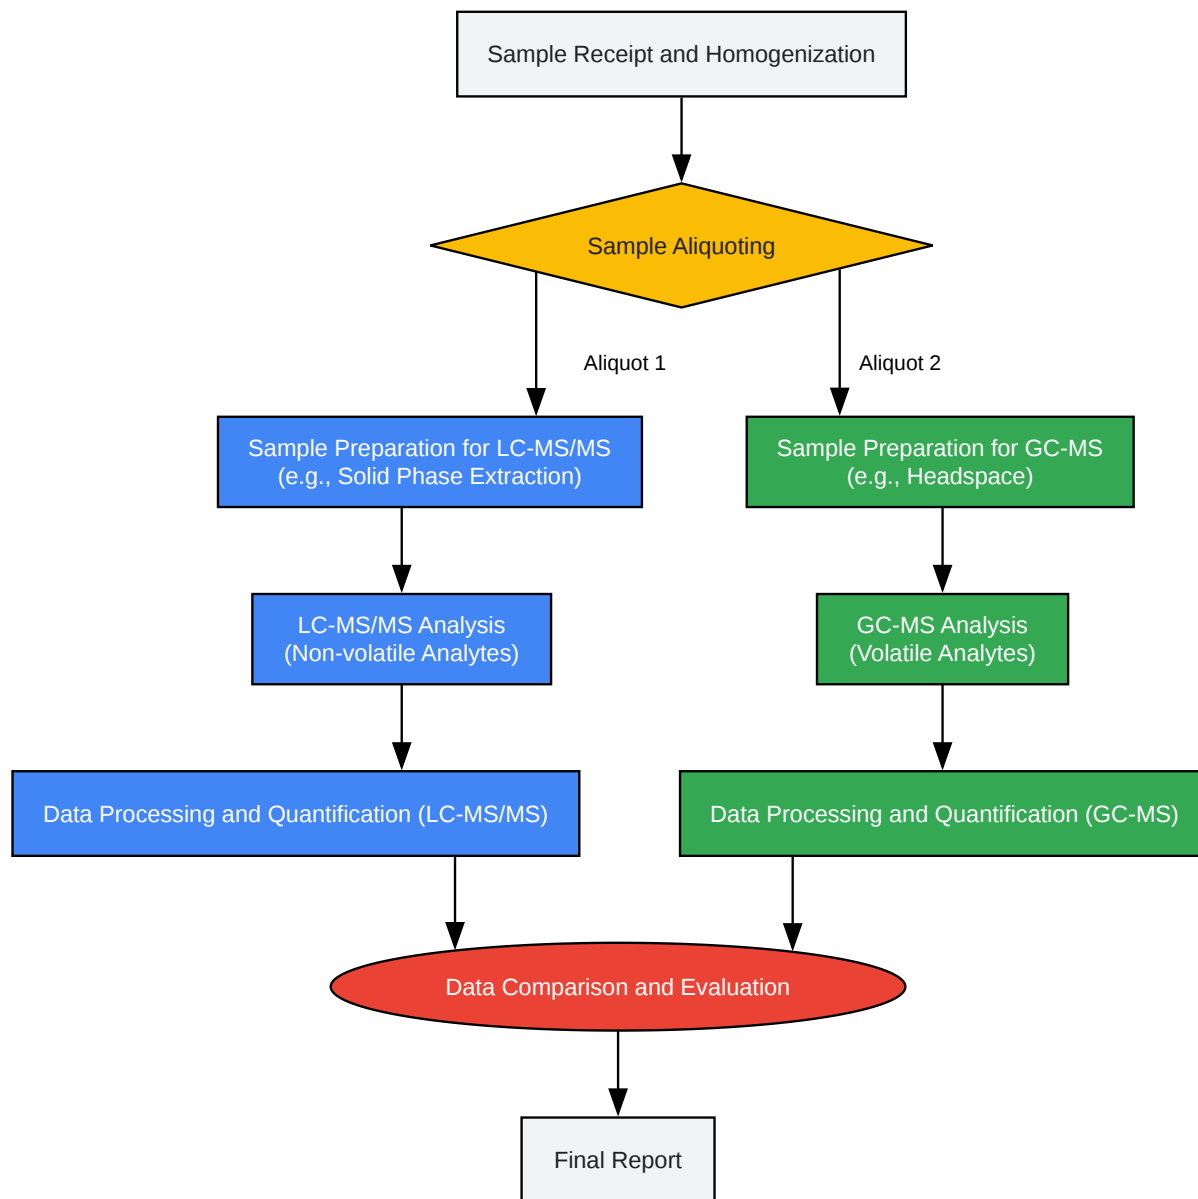 Sample Receipt and Homogenization
Sample Aliquoting
Aliquot 1
Aliquot 2
Sample Preparation for LC-MS/MS
(e.g., Solid Phase Extraction)
Sample Preparation for GC-MS
(e.g., Headspace)
LC-MS/MS Analysis
(Non-volatile Analytes)
GC-MS Analysis
(Volatile Analytes)
Data Processing and Quantification (LC-MS/MS)
Data Processing and Quantification (GC-MS)
Data Comparison and Evaluation
Final Report